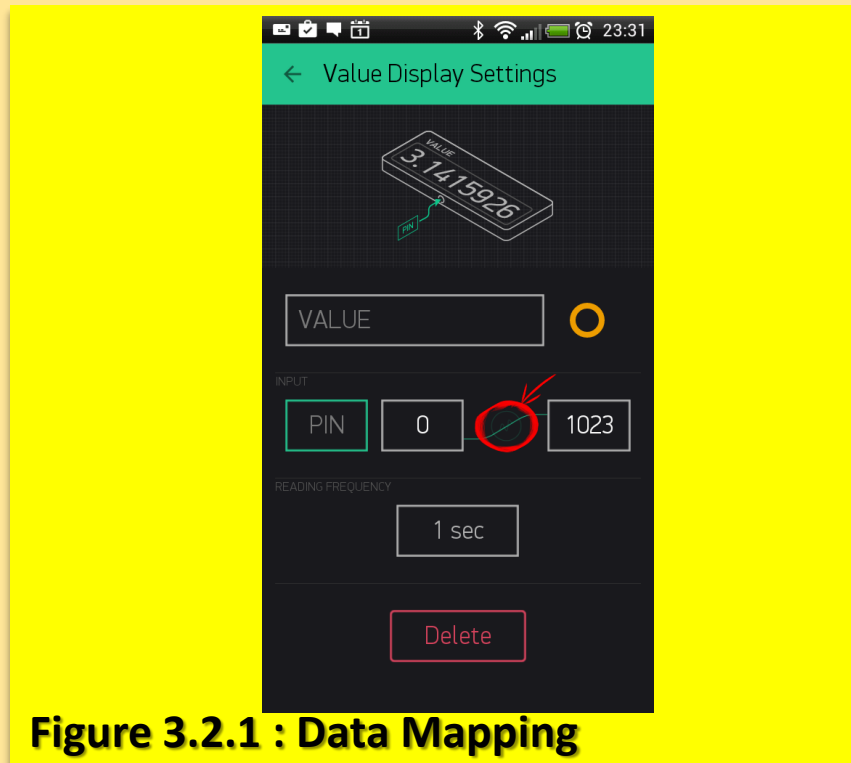 23:31
Value Display Settings
VALUE
3.1415926
PIN
VALUE
INPUT
PIN 0 1023
READING FREQUENCY
1 sec
Delete
Figure 3.2.1 : Data Mapping